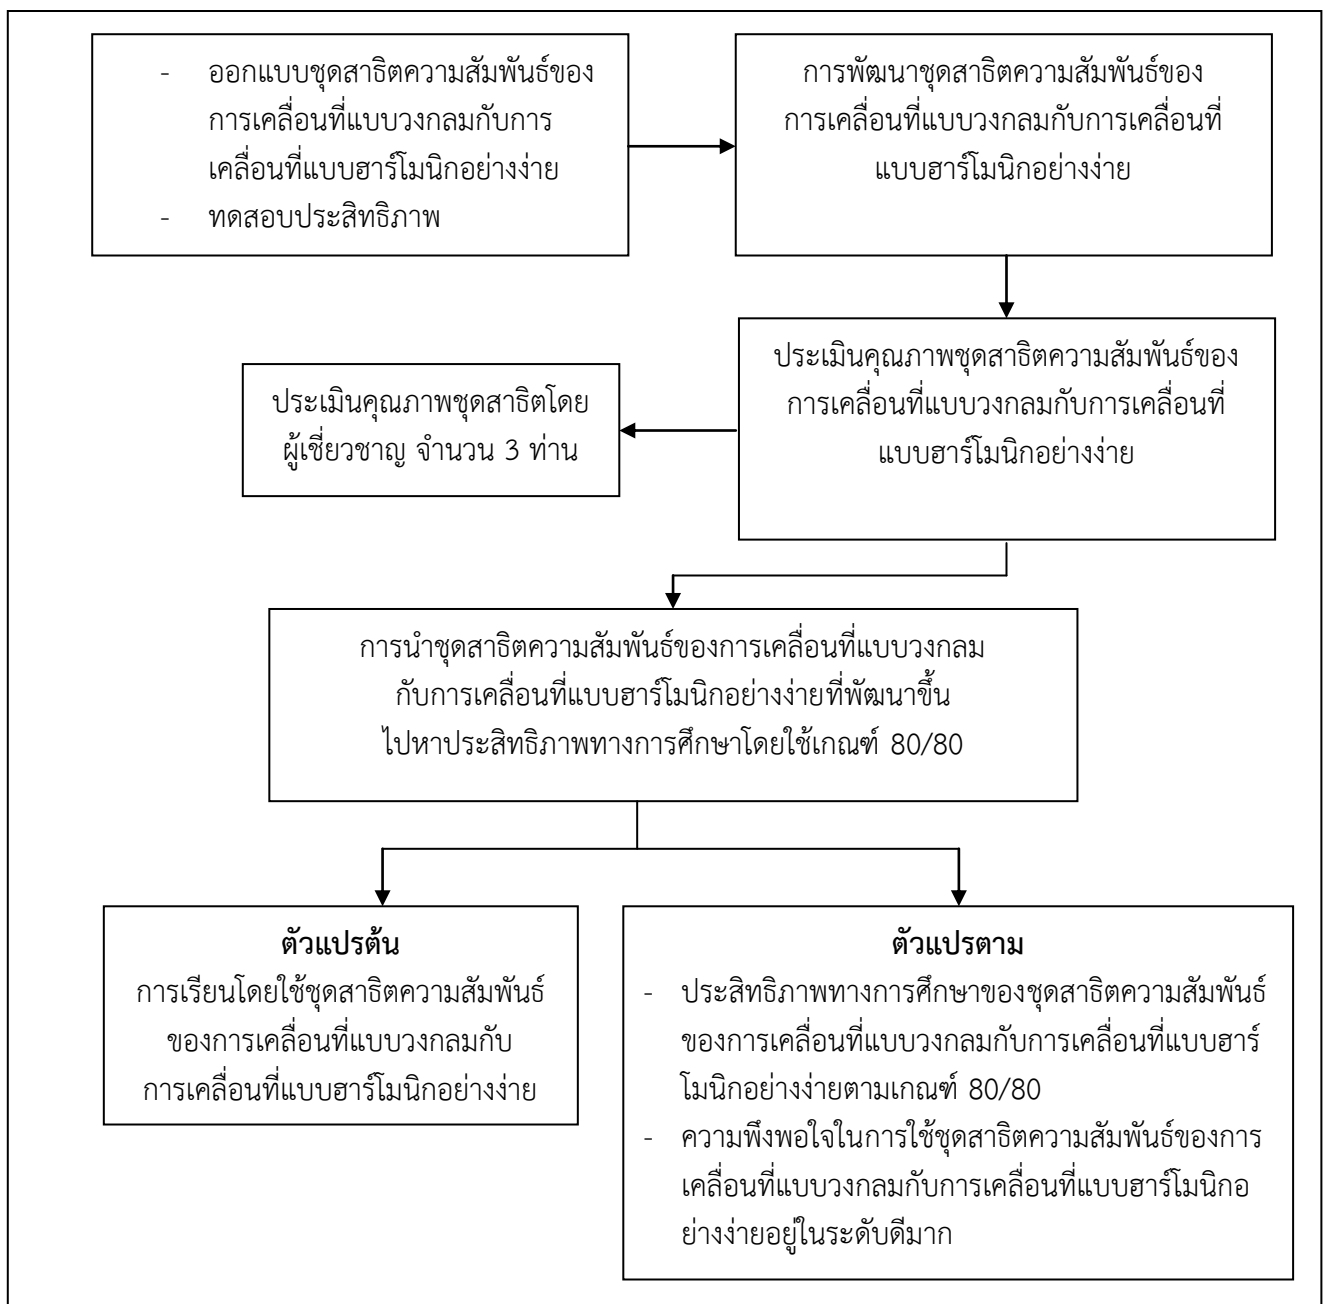 - ออกแบบชุดสาธิตความสัมพันธ์ของ
การเคลื่อนที่แบบวงกลมกับการ
เคลื่อนที่แบบฮาร์โมนิกอย่างง่าย
- ทดสอบประสิทธิภาพ
การพัฒนาชุดสาธิตความสัมพันธ์ของ
การเคลื่อนที่แบบวงกลมกับการเคลื่อนที่
แบบฮาร์โมนิกอย่างง่าย
ประเมินคุณภาพชุดสาธิตความสัมพันธ์ของ
การเคลื่อนที่แบบวงกลมกับการเคลื่อนที่
แบบฮาร์โมนิกอย่างง่าย
ประเมินคุณภาพชุดสาธิตโดย
ผู้เชี่ยวชาญ จำนวน 3 ท่าน
การนำชุดสาธิตความสัมพันธ์ของการเคลื่อนที่แบบวงกลม
กับการเคลื่อนที่แบบฮาร์โมนิกอย่างง่ายที่พัฒนาขึ้น
ไปหาประสิทธิภาพทางการศึกษาโดยใช้เกณฑ์ 80/80
ตัวแปรต้น
การเรียนโดยใช้ชุดสาธิตความสัมพันธ์
ของการเคลื่อนที่แบบวงกลมกับ
การเคลื่อนที่แบบฮาร์โมนิกอย่างง่าย
ตัวแปรตาม
- ประสิทธิภาพทางการศึกษาของชุดสาธิตความสัมพันธ์
ของการเคลื่อนที่แบบวงกลมกับการเคลื่อนที่แบบฮาร์
โมนิกอย่างง่ายตามเกณฑ์ 80/80
- ความพึงพอใจในการใช้ชุดสาธิตความสัมพันธ์ของการ
เคลื่อนที่แบบวงกลมกับการเคลื่อนที่แบบฮาร์โมนิกอ
ย่างง่ายอยู่ในระดับดีมาก